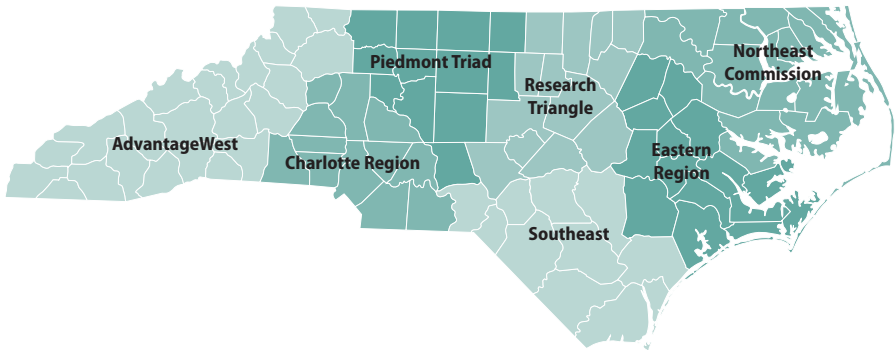 Northeast
Commission
Piedmont Triad
Research
Triangle
AdvantageWest
Charlotte Region
Eastern
Region
Southeast